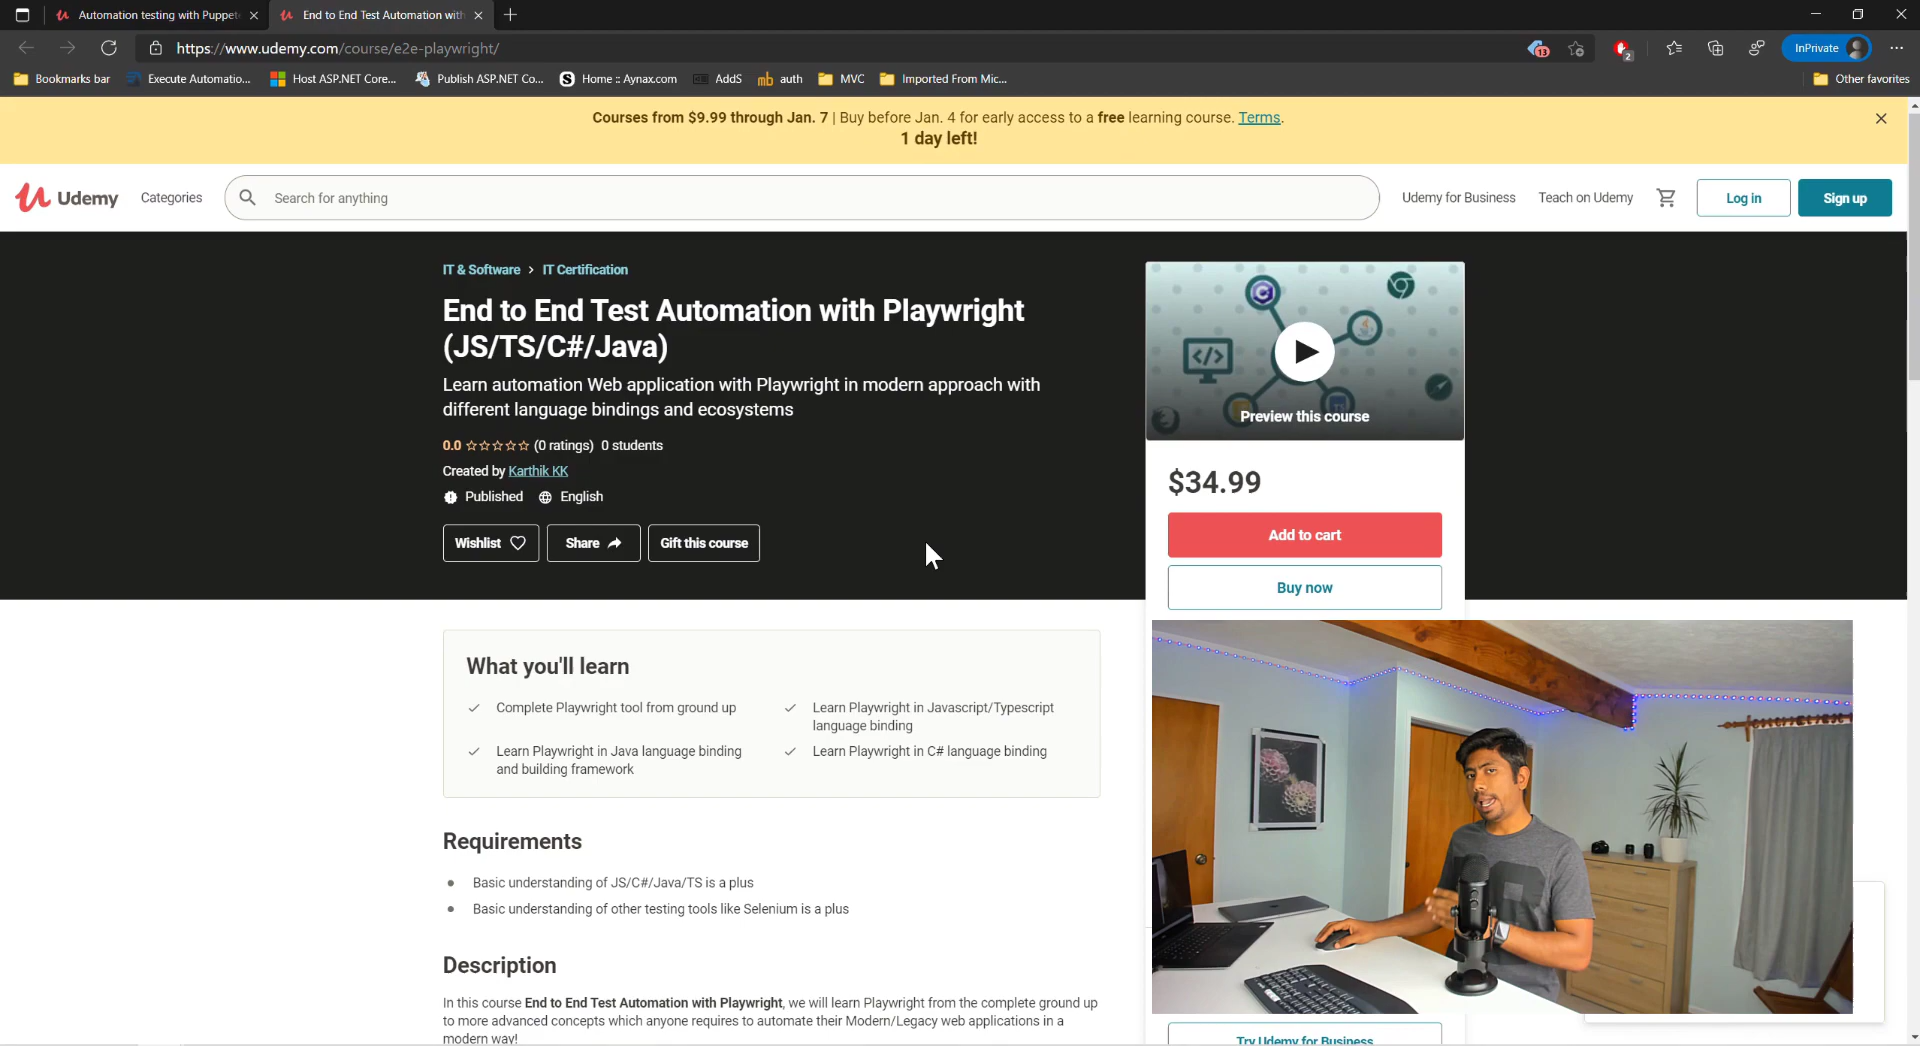 Automation testing with Puppet
End to End Test Automation with
https://www.udemy.com/course/e2e-playwright/
13
2
InPrivate
Bookmarks bar
Execute Automatio...
Host ASP.NET Core...
Publish ASP.NET Co...
Home :: Aynax.com
AddS
auth
MVC
Imported From Mic...
Other favorites
Courses from $9.99 through Jan. 7 | Buy before Jan. 4 for early access to a free learning course. Terms.
1 day left!
Udemy
Categories
Search for anything
Udemy for Business
Teach on Udemy
Log in
Sign up
IT & Software > IT Certification
End to End Test Automation with Playwright
(JS/TS/C#/Java)
Learn automation Web application with Playwright in modern approach with
different language bindings and ecosystems
0.0 (0 ratings) 0 students
Created by Karthik KK
Published English
Wishlist
Share
Gift this course
Preview this course
$34.99
Add to cart
Buy now
What you'll learn
Complete Playwright tool from ground up
Learn Playwright in Javascript/Typescript
language binding
Learn Playwright in Java language binding
and building framework
Learn Playwright in C# language binding
Requirements
Basic understanding of JS/C#/Java/TS is a plus
Basic understanding of other testing tools like Selenium is a plus
Description
In this course End to End Test Automation with Playwright, we will learn Playwright from the complete ground up
to more advanced concepts which anyone requires to automate their Modern/Legacy web applications in a
modern way!
Try Udemy for Business